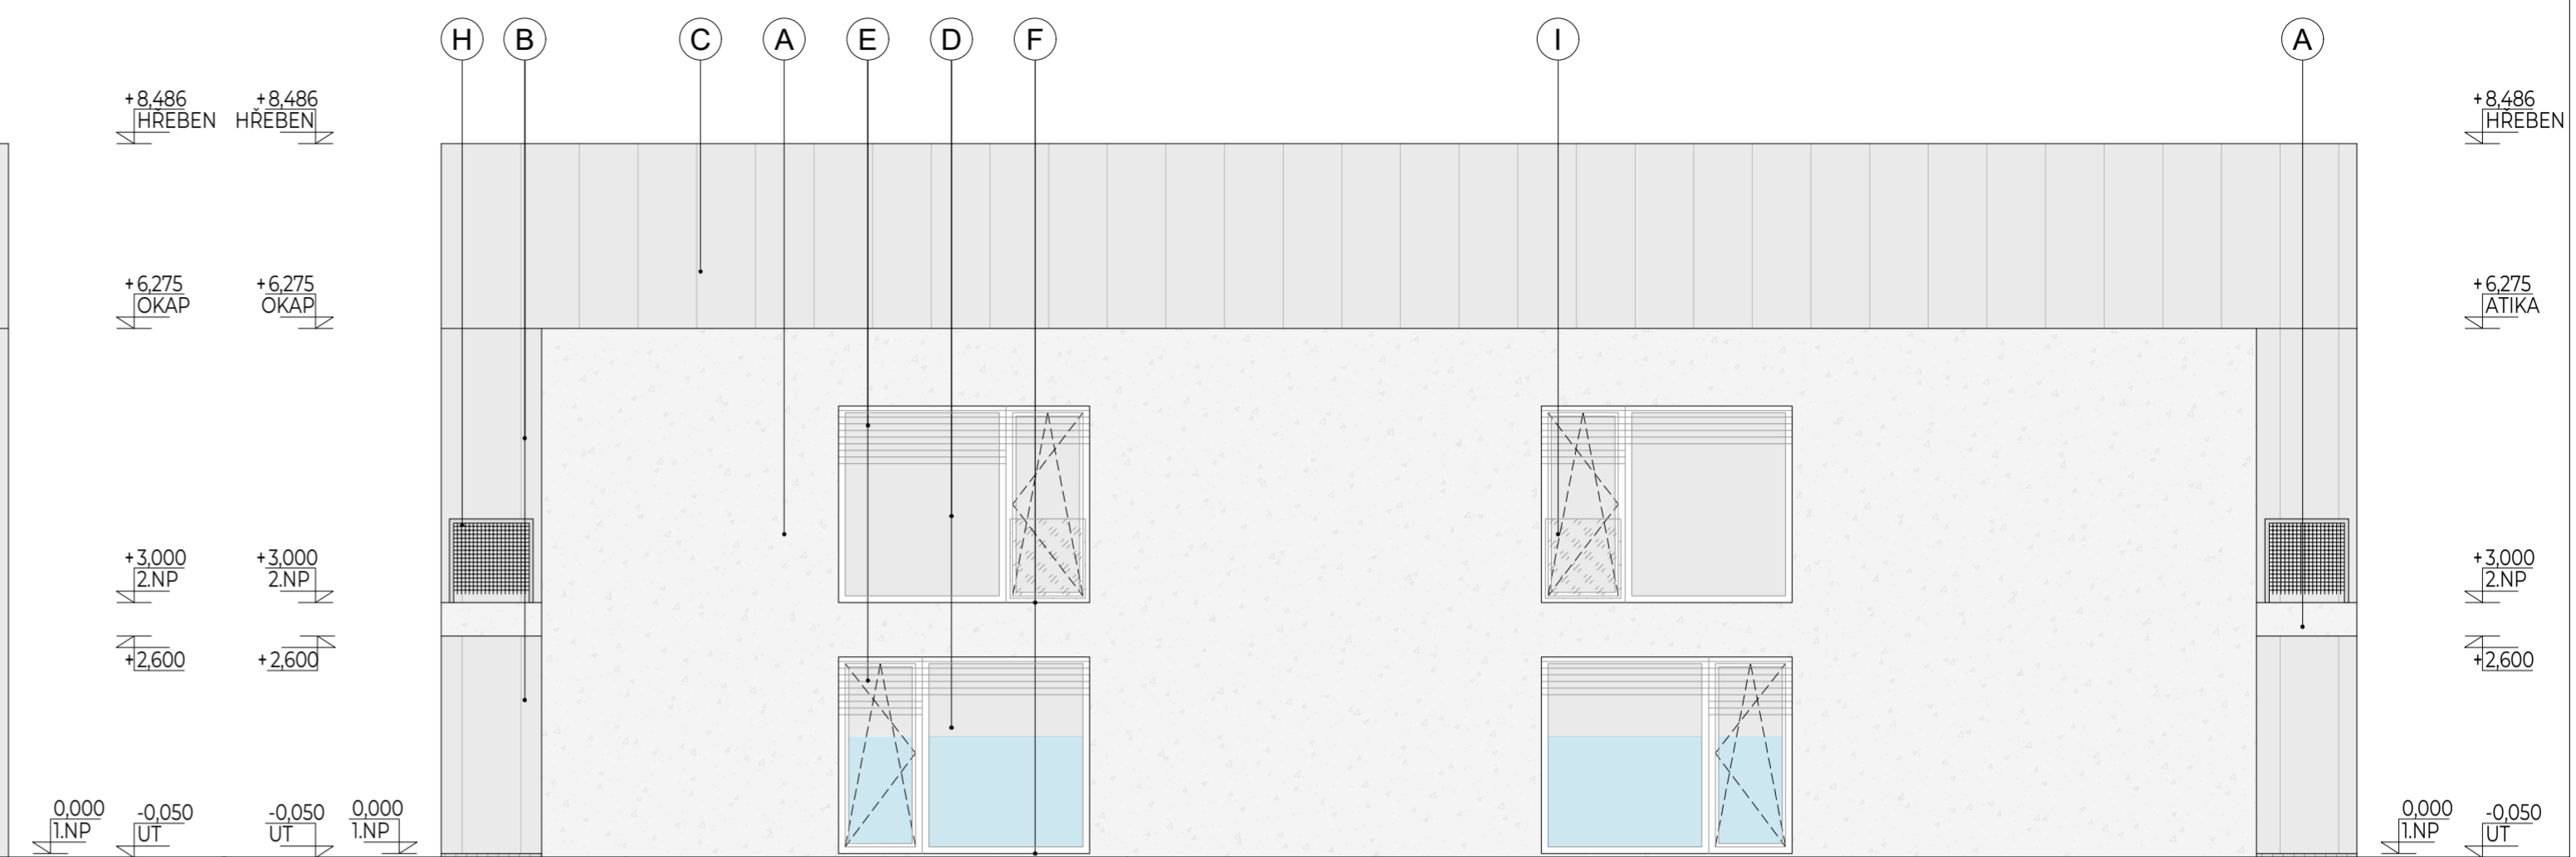 H B C A E D F I A
+8,486 +8,486 +8,486
HŘEBEN HŘEBEN HŘEBEN
+6,275 +6,275 +6,275
OKAP OKAP ATIKA
+3,000 +3,000 +3,000
2.NP 2.NP 2.NP
+2,600 +2,600 +2,600
0,000 -0,050 -0,050 0,000 0,000 -0,050
1.NP UT UT 1.NP 1.NP UT